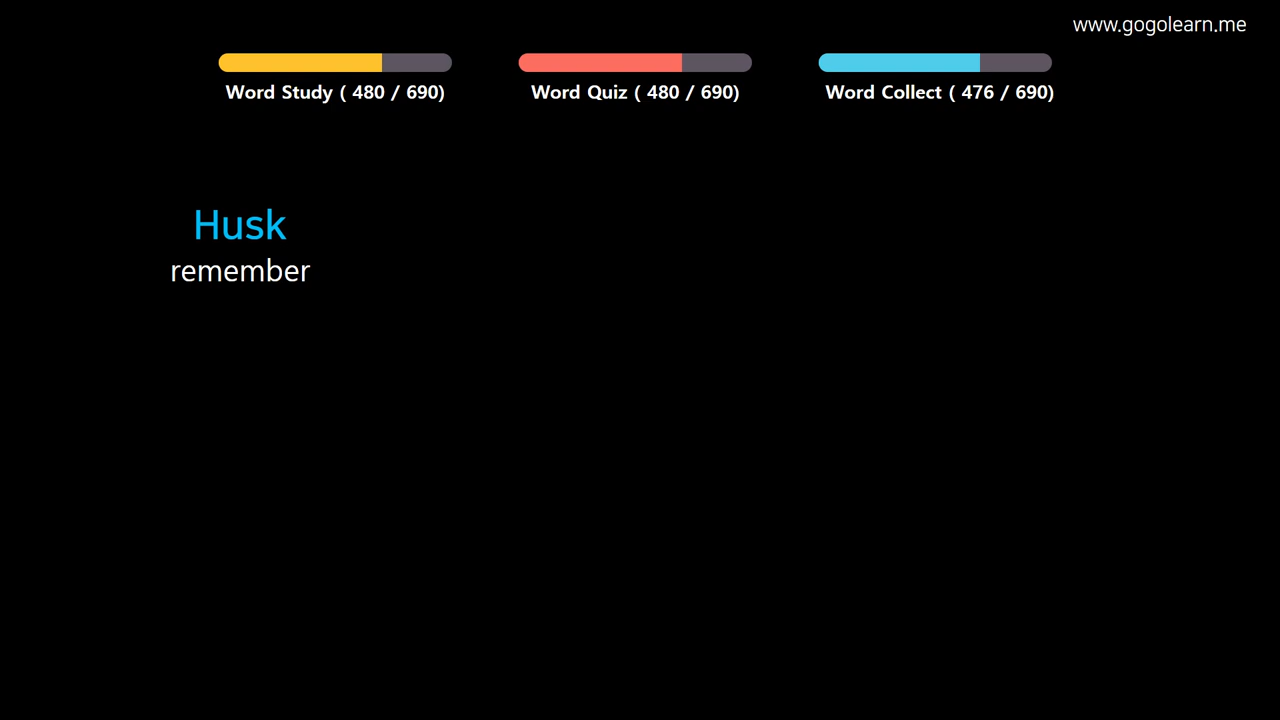 www.gogolearn.me
Word Study ( 480 / 690)
Word Quiz ( 480 / 690)
Word Collect ( 476 / 690)
Husk
remember